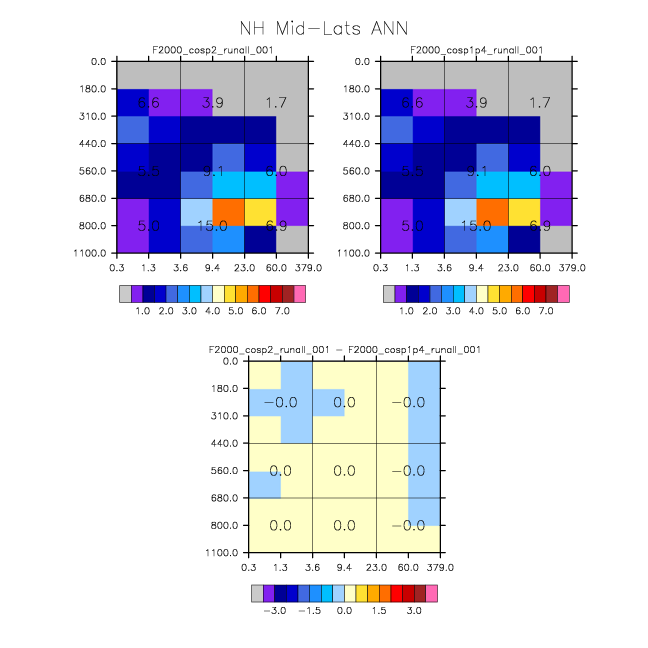 NH Mid-Lats ANN
F2000_cosp2_runall_001
F2000_cosp1p4_runall_001
0.0 0.0
180.0 6.6 3.9 1.7 180.0 6.6 3.9 1.7
310.0 310.0
440.0 440.0
560.0 9.1 560.0 9.1
680.0 680.0
800.0 5.0 15.0 6.9 800.0 5.0 15.0 6.9
1100.0 1100.0
0.3 1.3 3.6 9.4 23.0 60.0 379.0 0.3 1.3 3.6 9.4 23.0 60.0 379.0
1.0 2.0 3.0 4.0 5.0 6.0 7.0 1.0 2.0 3.0 4.0 5.0 6.0 7.0
F2000_cosp2_runall_001 - F2000_cosp1p4_runall_001
0.0
180.0
-0.0 0.0 -0.0
310.0
440.0
560.0 0.0 0.0 -0.0
680.0
800.0 0.0 0.0 -0.0
1100.0
0.3 1.3 3.6 9.4 23.0 60.0 379.0
-3.0 -1.5 0.0 1.5 3.0